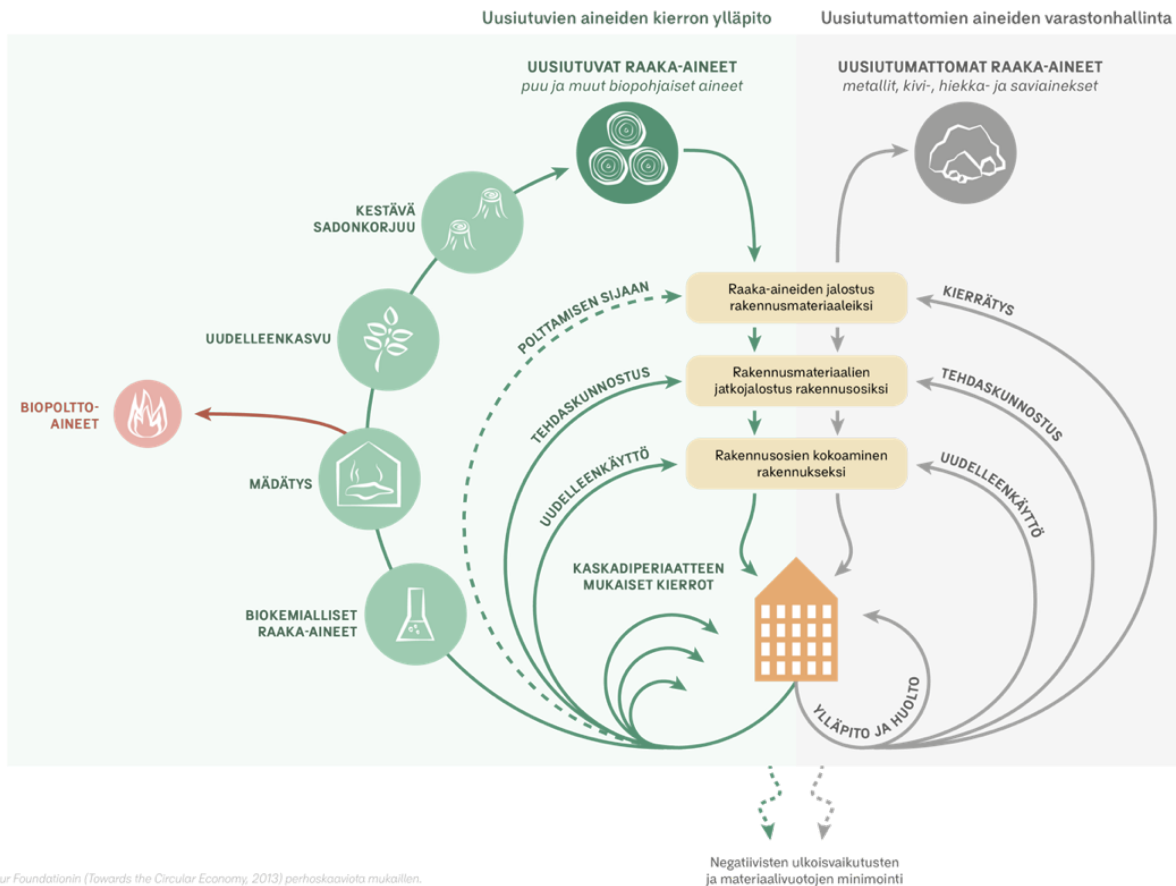 Uusiutuvien aineiden kierron ylläpito
Uusiutumattomien aineiden varastonhallinta
UUSIUTUVAT RAAKA-AINEET
puu ja muut biopohjaiset aineet
UUSIUTUMATTOMAT RAAKA-AINEET
metallit, kivi-, hiekka- ja saviainekset
KESTÄVÄ
SADONKORJUU
UUDELLEENKASVU
BIOPOLTTO-
AINEET
MÄDÄTYS
BIOKEMIALLISET
RAAKA-AINEET
POLTTAMISEN SIJAAN
TEHDASKUNNOSTUS
UUDELLEENKÄYTTÖ
KASKADIPERIAATTEEN
MUKAISET KIERROT
Raaka-aineiden jalostus
rakennusmateriaaleiksi
Rakennusmateriaalien
jatkojalostus rakennusosiksi
Rakennusosien kokoaminen
rakennukseksi
KIERRÄTYS
TEHDASKUNNOSTUS
UUDELLEENKÄYTTÖ
YLLÄPITO JA HUOLTO
Negatiivisten ulkoisvaikutusten
ja materiaalivuotojen minimointi
ur Foundationin (Towards the Circular Economy, 2013) perhoskaaviota mukaillen.